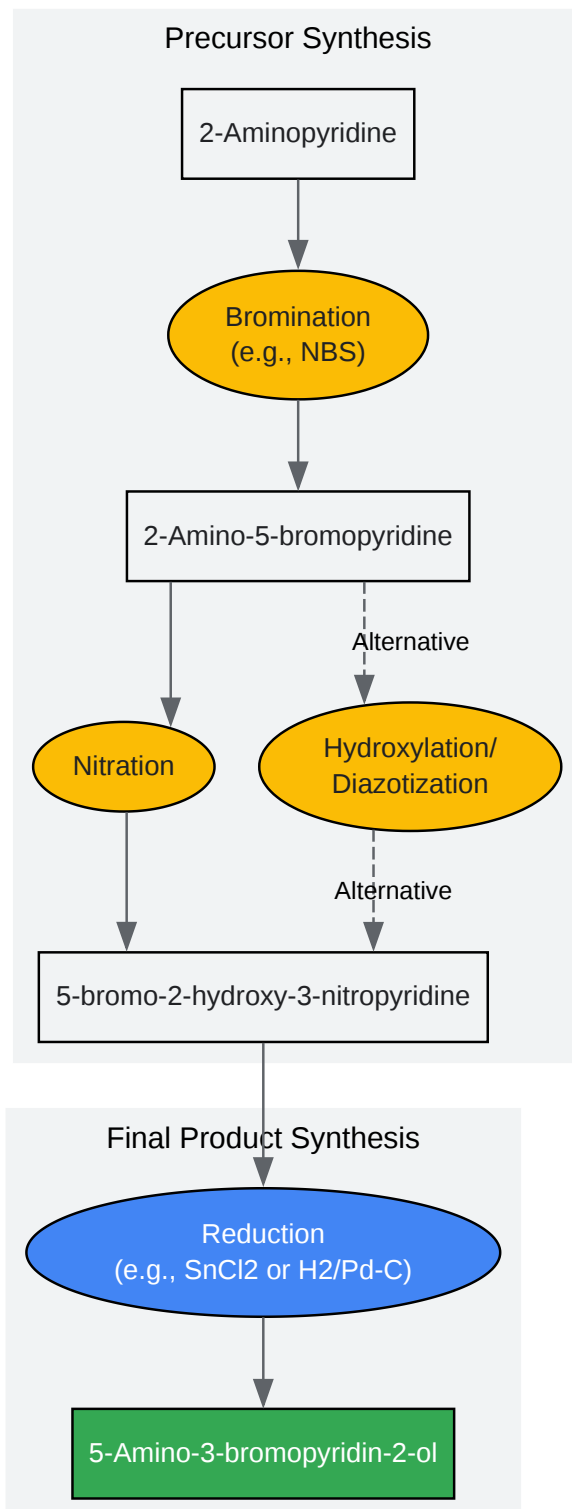 Precursor Synthesis
2-Aminopyridine
Bromination
(e.g., NBS)
2-Amino-5-bromopyridine
Alternative
Nitration
Hydroxylation/
Diazotization
Alternative
5-bromo-2-hydroxy-3-nitropyridine
Final Product Synthesis
Reduction
(e.g., SnCl2 or H2/Pd-C)
5-Amino-3-bromopyridin-2-ol